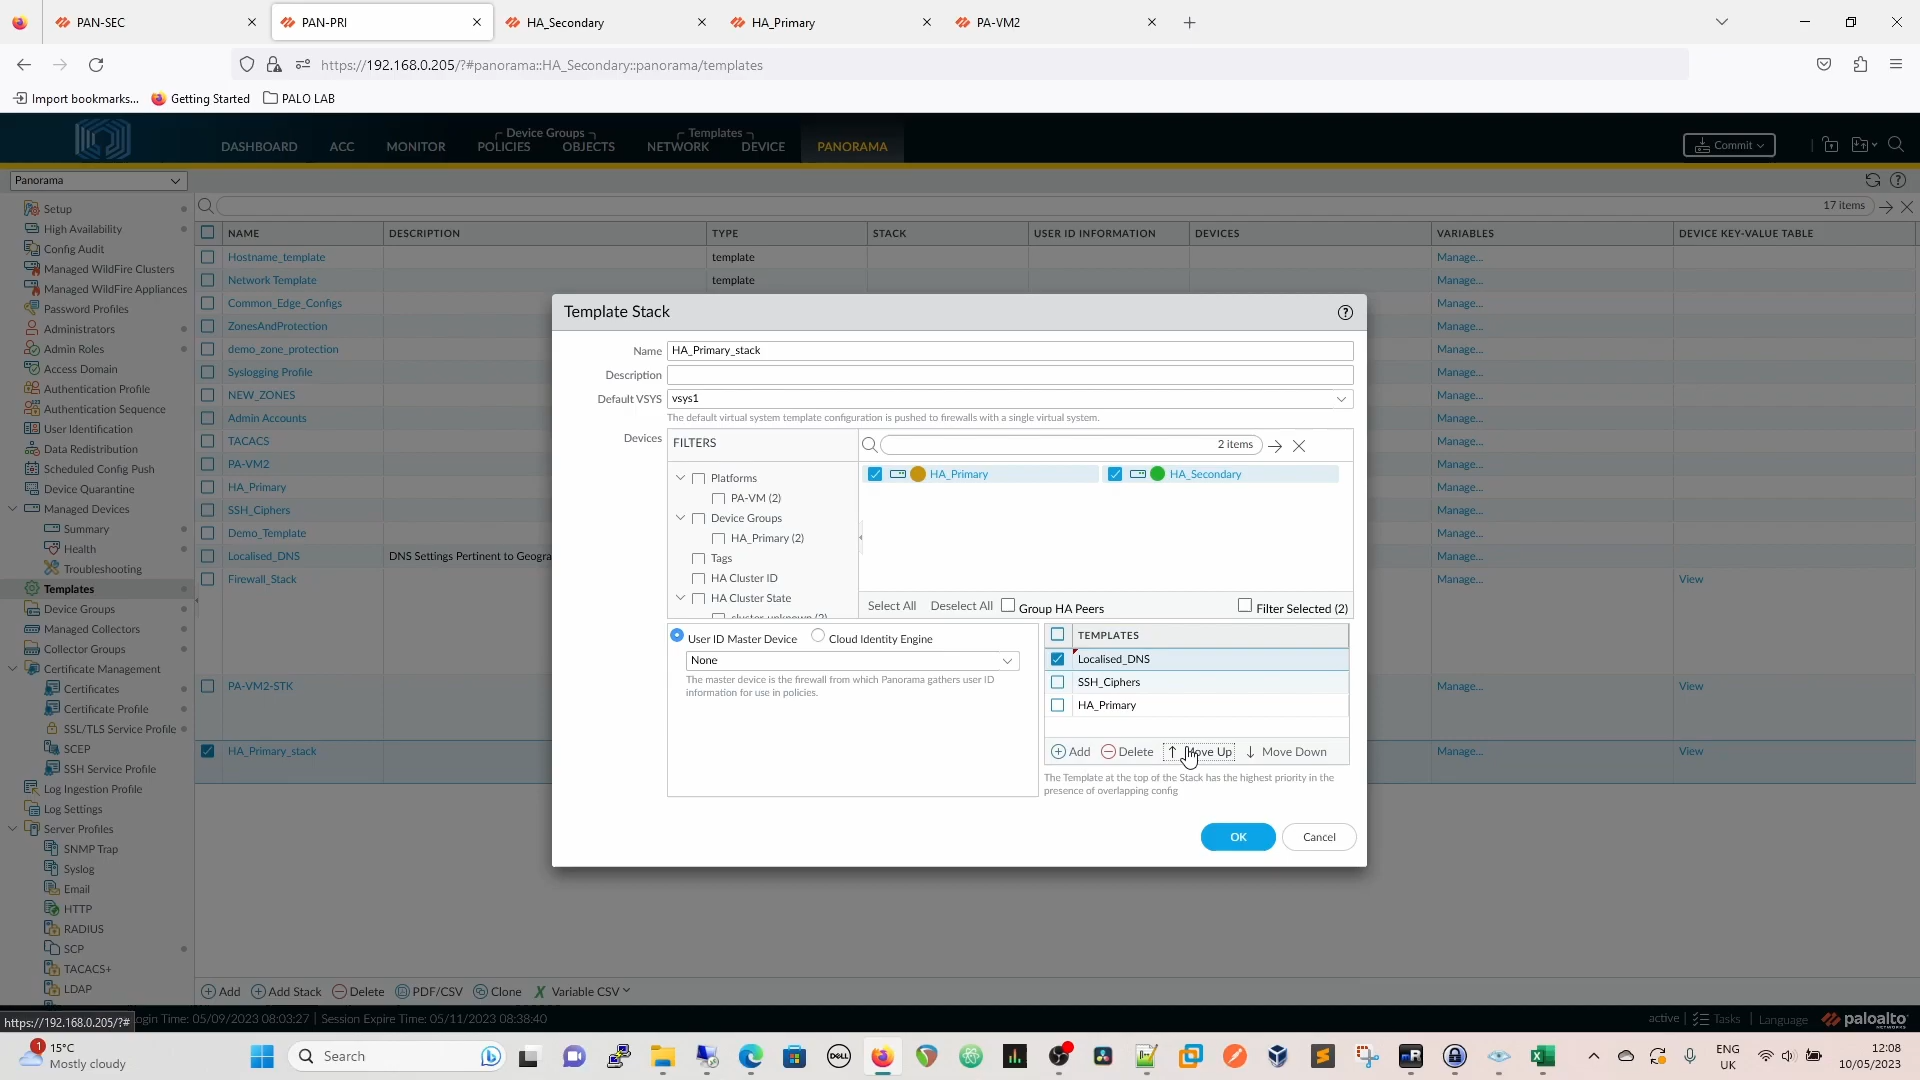 PAN-SEC
PAN-PRI
HA_Secondary
HA_Primary
PA-VM2
https://192.168.0.205/?#panorama::HA_Secondary::panorama/templates
Import bookmarks...
Getting Started
PALO LAB
Device Groups
Templates
DASHBOARD
ACC
MONITOR
POLICIES
OBJECTS
NETWORK
DEVICE
PANORAMA
Commit
Panorama
17 items
Setup
High Availability
Config Audit
Managed WildFire Clusters
Managed WildFire Appliances
Password Profiles
Administrators
Admin Roles
Access Domain
Authentication Profile
Authentication Sequence
User Identification
Data Redistribution
Scheduled Config Push
Device Quarantine
Managed Devices
Summary
Health
Troubleshooting
Templates
Device Groups
Managed Collectors
Collector Groups
Certificate Management
Certificates
Certificate Profile
SSL/TLS Service Profile
SCEP
SSH Service Profile
Log Ingestion Profile
Log Settings
Server Profiles
SNMP Trap
Syslog
Email
HTTP
RADIUS
SCP
TACACS+
LDAP
NAME DESCRIPTION TYPE STACK USER ID INFORMATION DEVICES VARIABLES DEVICE KEY-VALUE TABLE
Hostname_template template Manage...
Network Template template Manage...
Common_Edge_Configs Manage...
ZonesAndProtection Manage...
demo_zone_protection Manage...
Syslogging Profile Manage...
NEW_ZONES Manage...
Admin Accounts Manage...
TACACS Manage...
PA-VM2 Manage...
HA_Primary Manage...
SSH_Ciphers Manage...
Demo_Template Manage...
Localised_DNS DNS Settings Pertinent to Geogra Manage...
Firewall_Stack Manage... View
PA-VM2-STK Manage... View
HA_Primary_stack Manage... View
Template Stack
Name HA_Primary_stack
Description
Default VSYS vsys1
The default virtual system template configuration is pushed to firewalls with a single virtual system.
Devices
FILTERS
2 items
Platforms
PA-VM (2)
Device Groups
HA_Primary (2)
Tags
HA Cluster ID
HA Cluster State
cluster-unknown (2)
HA_Primary
HA_Secondary
Select All Deselect All Group HA Peers Filter Selected (2)
User ID Master Device Cloud Identity Engine
None
The master device is the firewall from which Panorama gathers user ID
information for use in policies.
TEMPLATES
Localised_DNS
SSH_Ciphers
HA_Primary
Add Delete Move Up Move Down
The Template at the top of the Stack has the highest priority in the
presence of overlapping config
OK
Cancel
Add Add Stack Delete PDF/CSV Clone Variable CSV
https://192.168.0.205/?#
Login Time: 05/09/2023 08:03:27 | Session Expire Time: 05/11/2023 08:38:40
active | Tasks | Language paloalto
NETWORKS
1
15°C
Mostly cloudy
Search
DELL
ENG
UK
12:08
10/05/2023